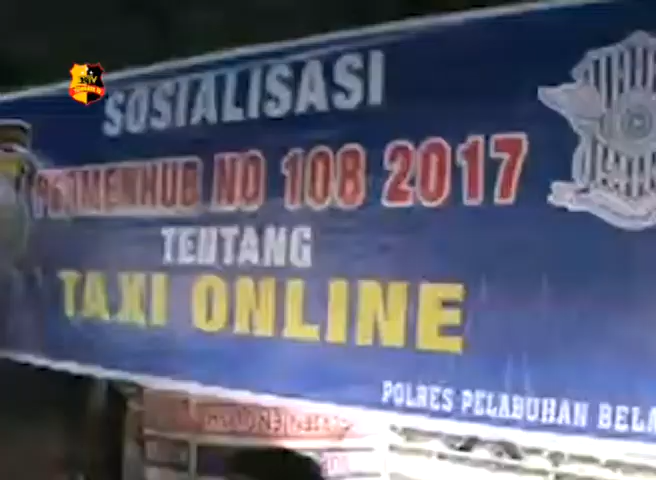 SOSIALISASI
PERMENHUB NO 108 2017
TENTANG
TAXI ONLINE
POLRES PELABUHAN BELA